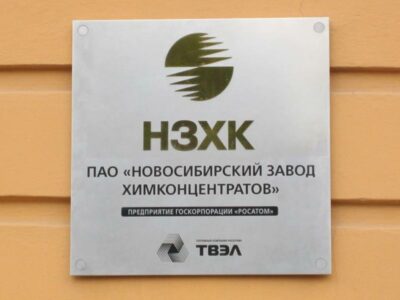 НЗХК
ПАО «НОВОСИБИРСКИЙ ЗАВОД
ХИМКОНЦЕНТРАТОВ»
ПРЕДПРИЯТИЕ ГОСКОРПОРАЦИИ «РОСАТОМ»
ТВЭЛ